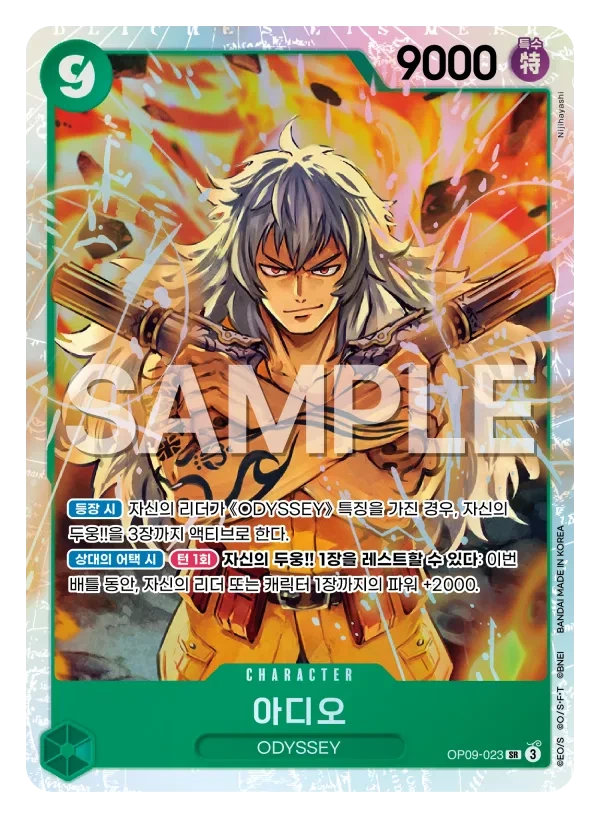 9
9000
특수
特
Nijihayashi
SAMPLE
등장 시 자신의 리더가 《ODYSSEY》 특징을 가진 경우, 자신의
두웅!!을 3장까지 액티브로 한다.
상대의 어택 시 턴 1회 자신의 두웅!! 1장을 레스트할 수 있다: 이번
배틀 동안, 자신의 리더 또는 캐릭터 1장까지의 파워 +2000.
CHARACTER
아디오
ODYSSEY
OP09-023 SR 3
©EO/S ©O/S·F·T ©BNEI BANDAI MADE IN KOREA